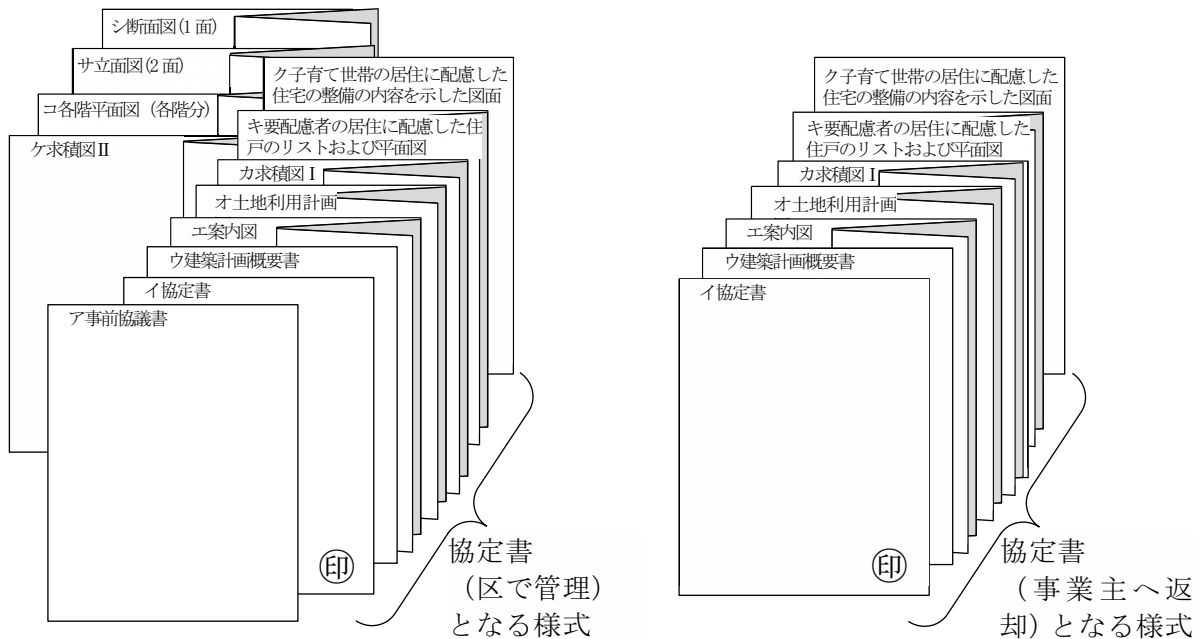 シ断面図(1 面)
サ立面図(2 面)
コ各階平面図（各階分）
ケ求積図Ⅱ
ク子育て世帯の居住に配慮した
住宅の整備の内容を示した図面
キ要配慮者の居住に配慮した住
戸のリストおよび平面図
カ求積図Ⅰ
オ土地利用計画
エ案内図
ウ建築計画概要書
イ協定書
ア事前協議書
印
協定書
（区で管理）
となる様式
ク子育て世帯の居住に配慮した
住宅の整備の内容を示した図面
キ要配慮者の居住に配慮した
住戸のリストおよび平面図
カ求積図Ⅰ
オ土地利用計画
エ案内図
ウ建築計画概要書
イ協定書
印
協定書
（事業主へ返
却）となる様式